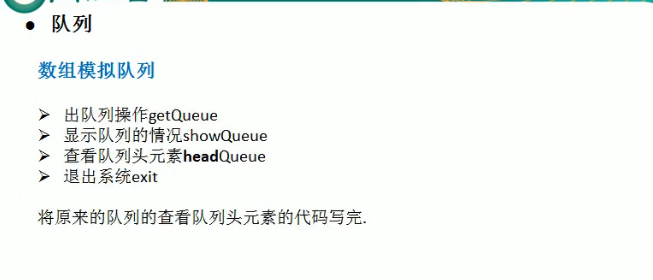 ● 队列
数组模拟队列
➢ 出队列操作getQueue
➢ 显示队列的情况showQueue
➢ 查看队列头元素headQueue
➢ 退出系统exit
将原来的队列的查看队列头元素的代码写完.